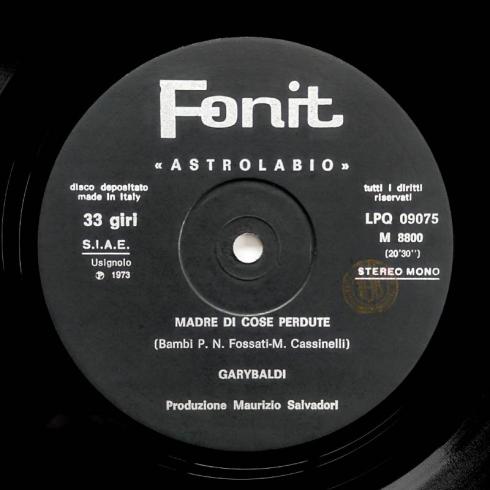 Fonit
« ASTROLABIO »
disco depositato
made in Italy
33 giri
S.I.A.E.
Usignolo
℗ 1973
tutti i diritti
riservati
LPQ 09075
M 8800
(20'30'')
STEREO MONO
MADRE DI COSE PERDUTE
(Bambi P. N. Fossati-M. Cassinelli)
GARYBALDI
Produzione Maurizio Salvadori